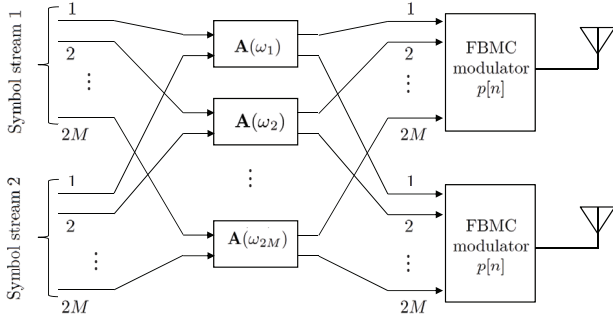 Symbol stream 1
1
2
⋮
2M
A(ω₁)
A(ω₂)
⋮
A(ω₂M)
1
2
⋮
2M
FBMC
modulator
p[n]
Symbol stream 2
1
2
⋮
2M
1
2
⋮
2M
FBMC
modulator
p[n]